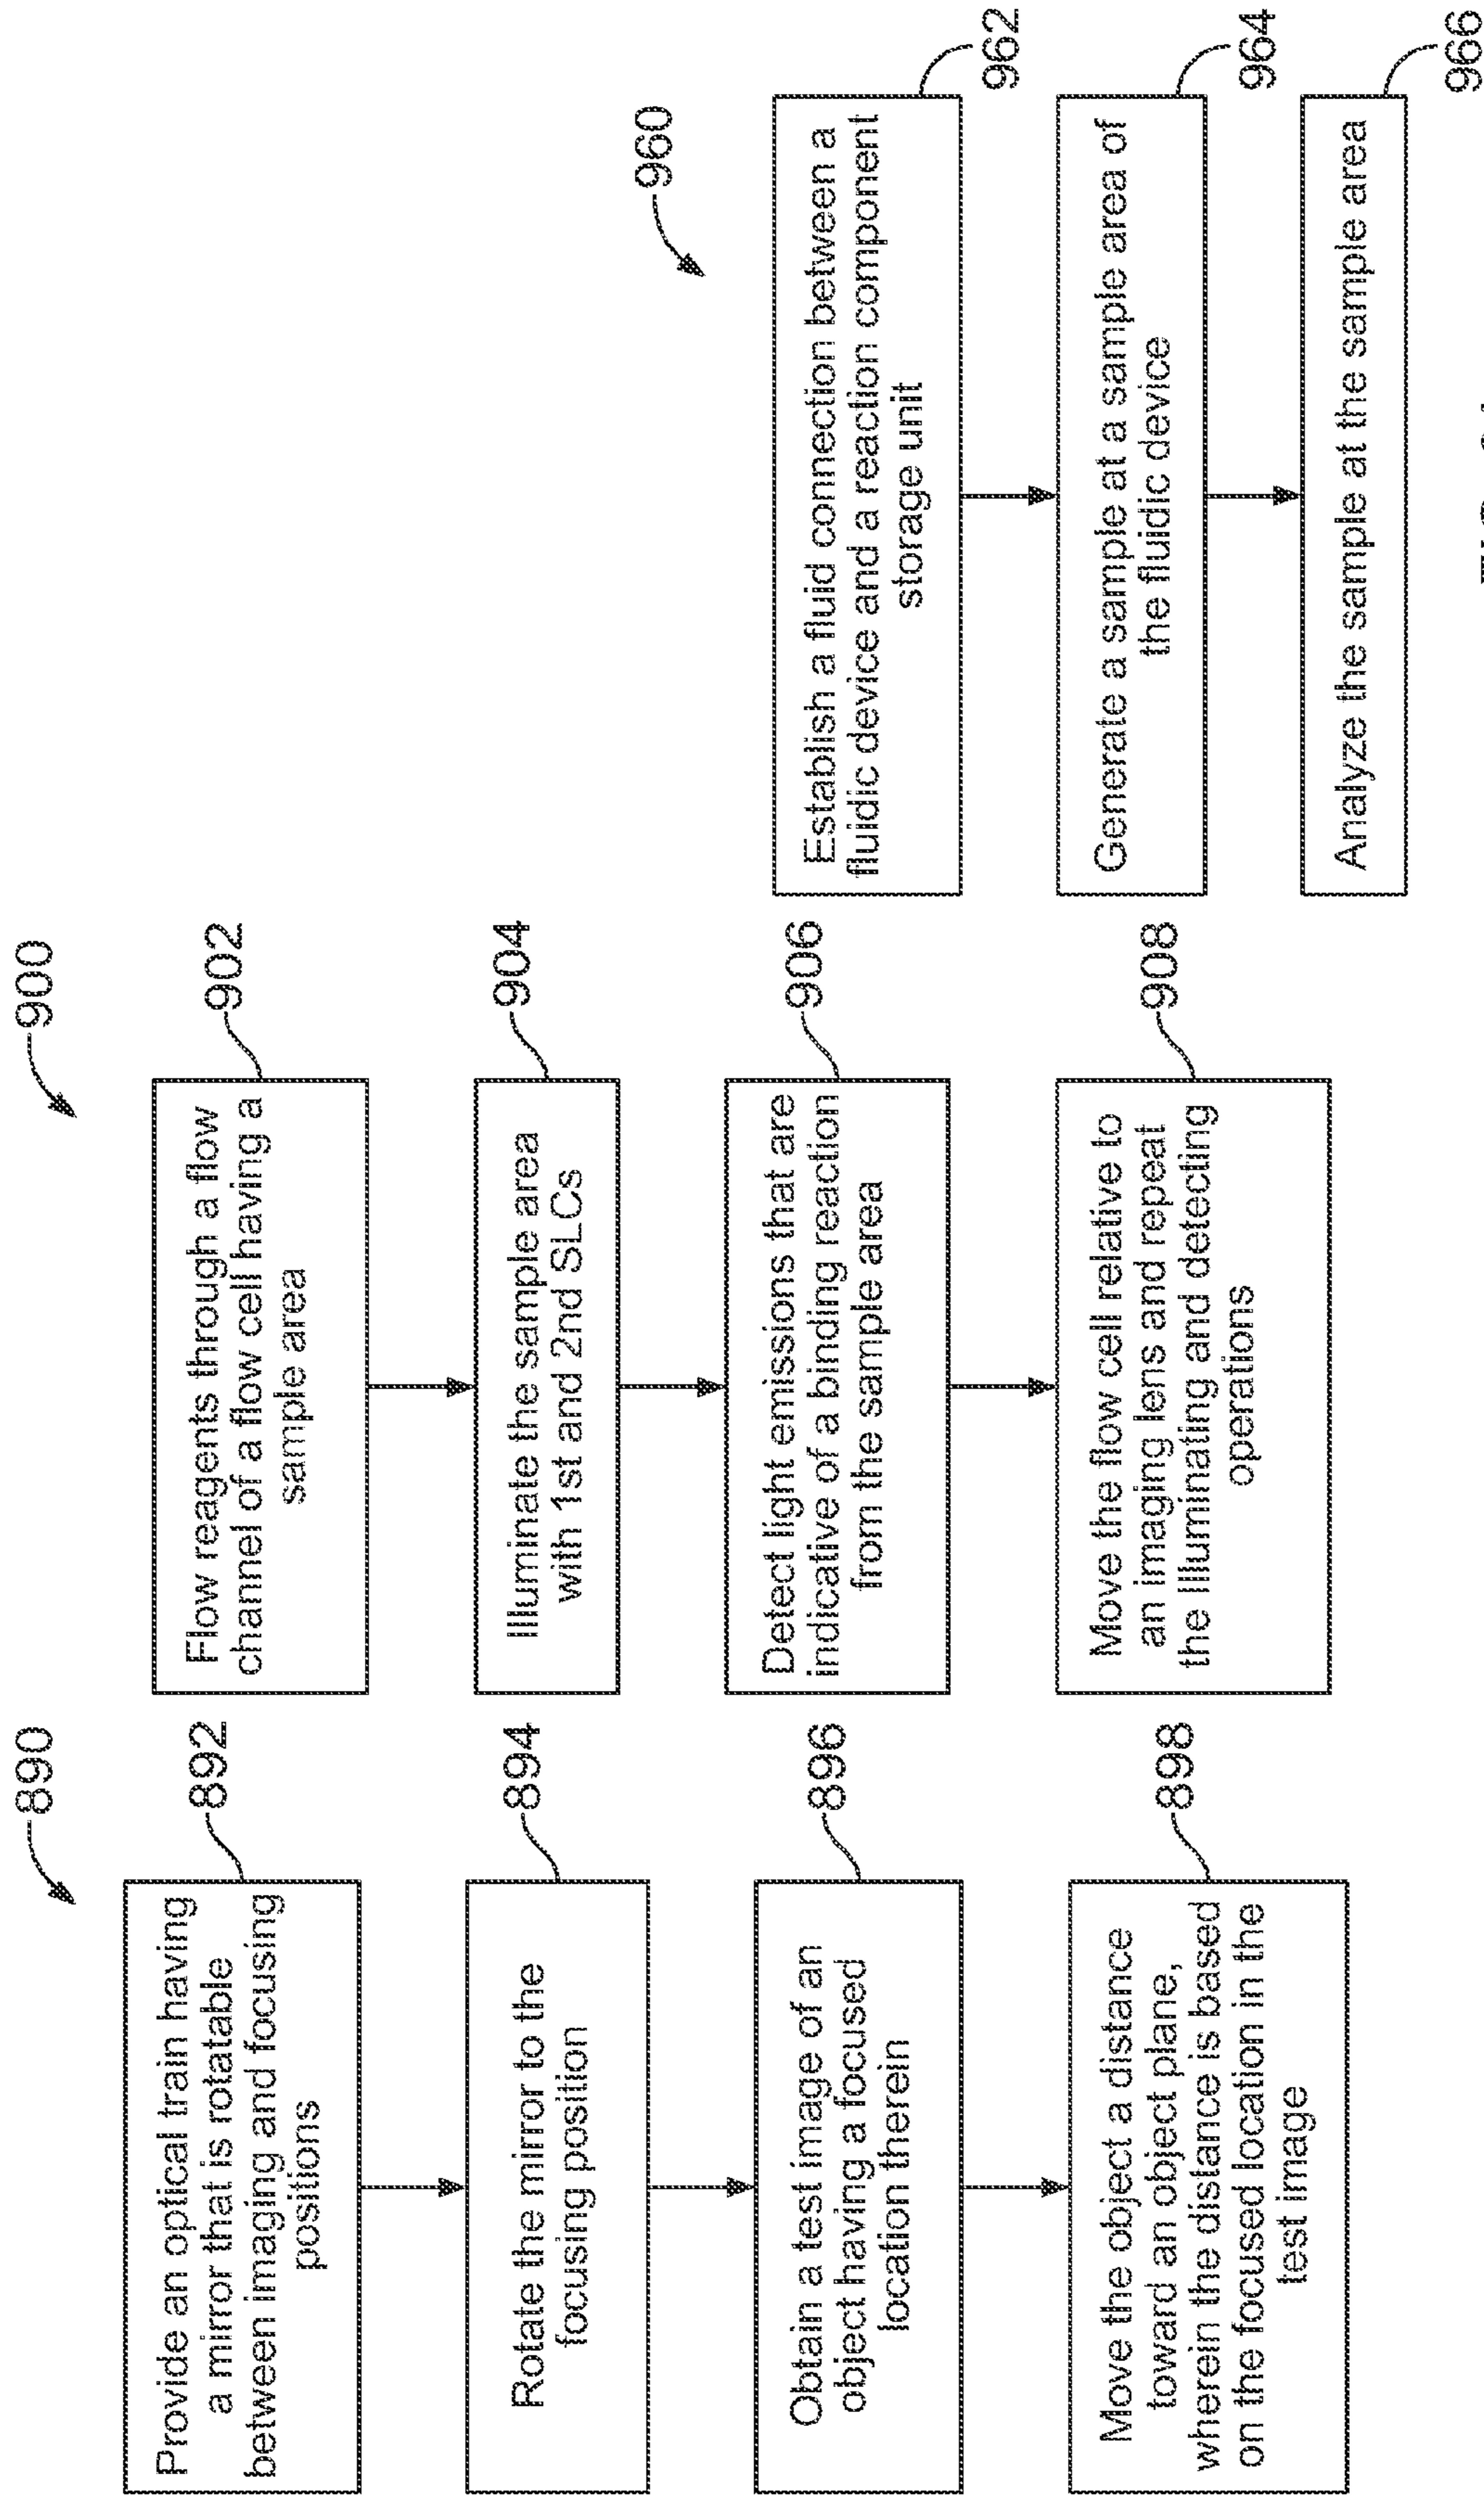 890
Provide an optical train having
a mirror that is rotatable
between imaging and focusing
positions
892
Rotate the mirror to the
focusing position
894
Obtain a test image of an
object having a focused
location therein
896
Move the object a distance
toward an object plane,
wherein the distance is based
on the focused location in the
test image
898
900
Flow reagents through a flow
channel of a flow cell having a
sample area
902
Illuminate the sample area
with 1st and 2nd SLCs
904
Detect light emissions that are
indicative of a binding reaction
from the sample area
906
Move the flow cell relative to
an imaging lens and repeat
the illuminating and detecting
operations
908
960
Establish a fluid connection between a
fluidic device and a reaction component
storage unit
962
Generate a sample at a sample area of
the fluidic device
964
Analyze the sample at the sample area
966